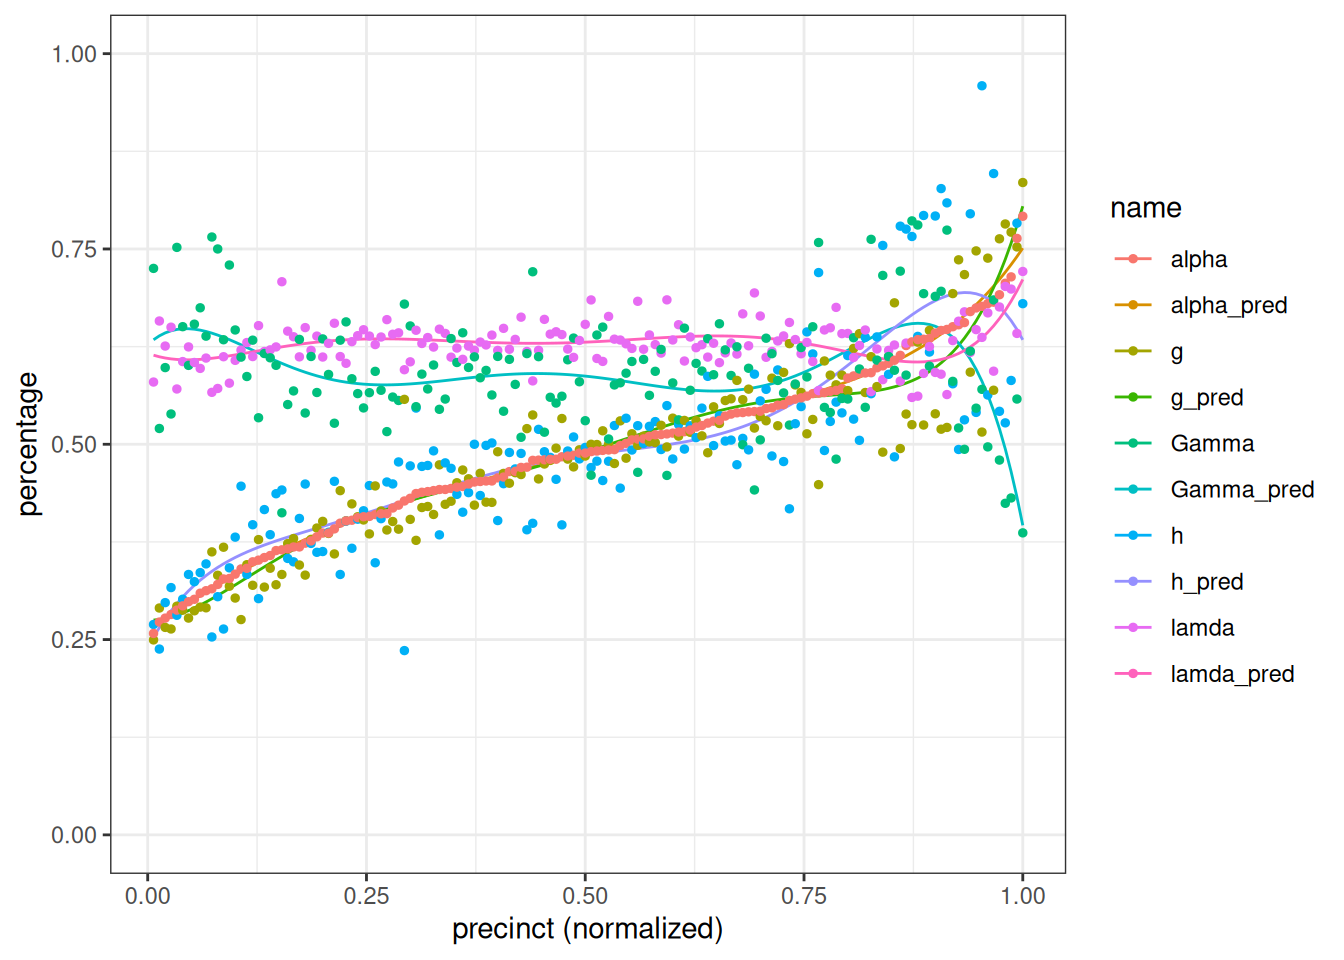 1.00
0.75
0.50
0.25
0.00
percentage
0.00 0.25 0.50 0.75 1.00
precinct (normalized)
name
alpha
alpha_pred
g
g_pred
Gamma
Gamma_pred
h
h_pred
lamda
lamda_pred